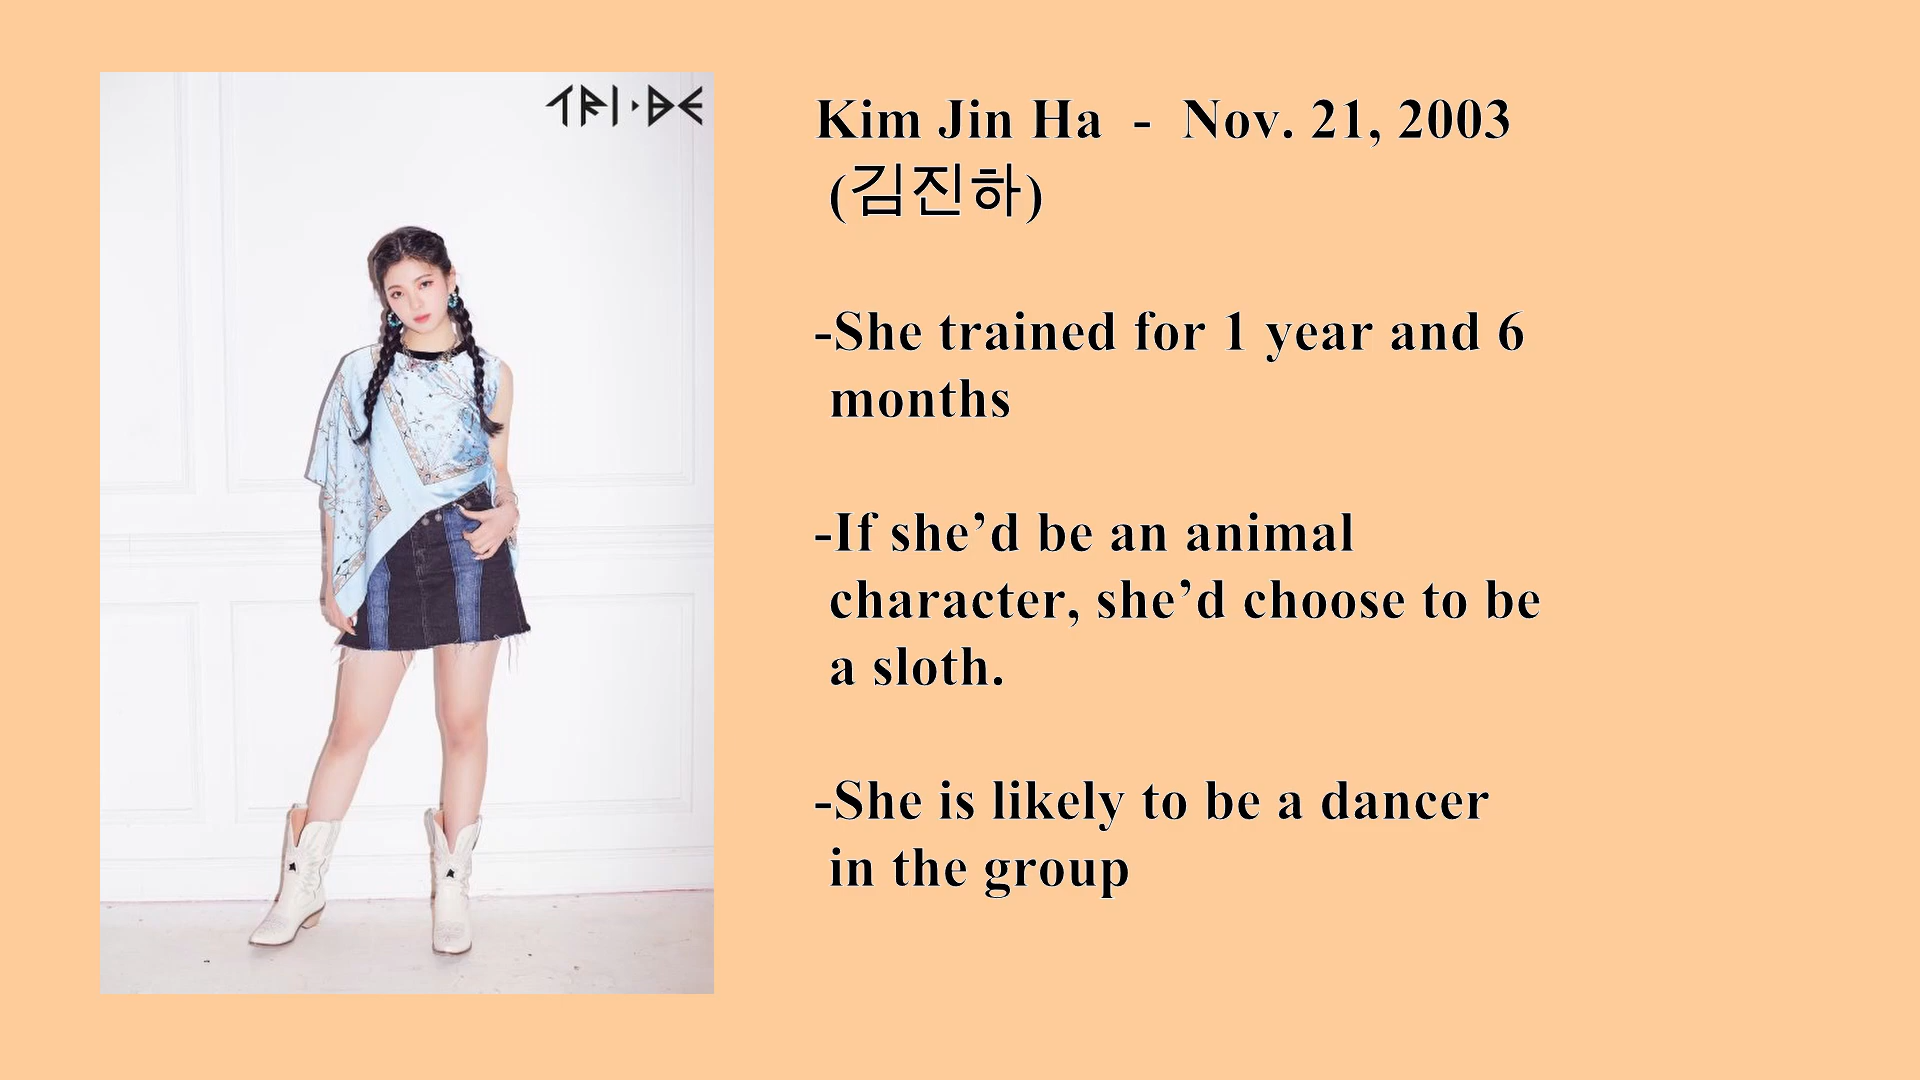 TRI·BE
Kim Jin Ha - Nov. 21, 2003
(김진하)
-She trained for 1 year and 6
months
-If she’d be an animal
character, she’d choose to be
a sloth.
-She is likely to be a dancer
in the group